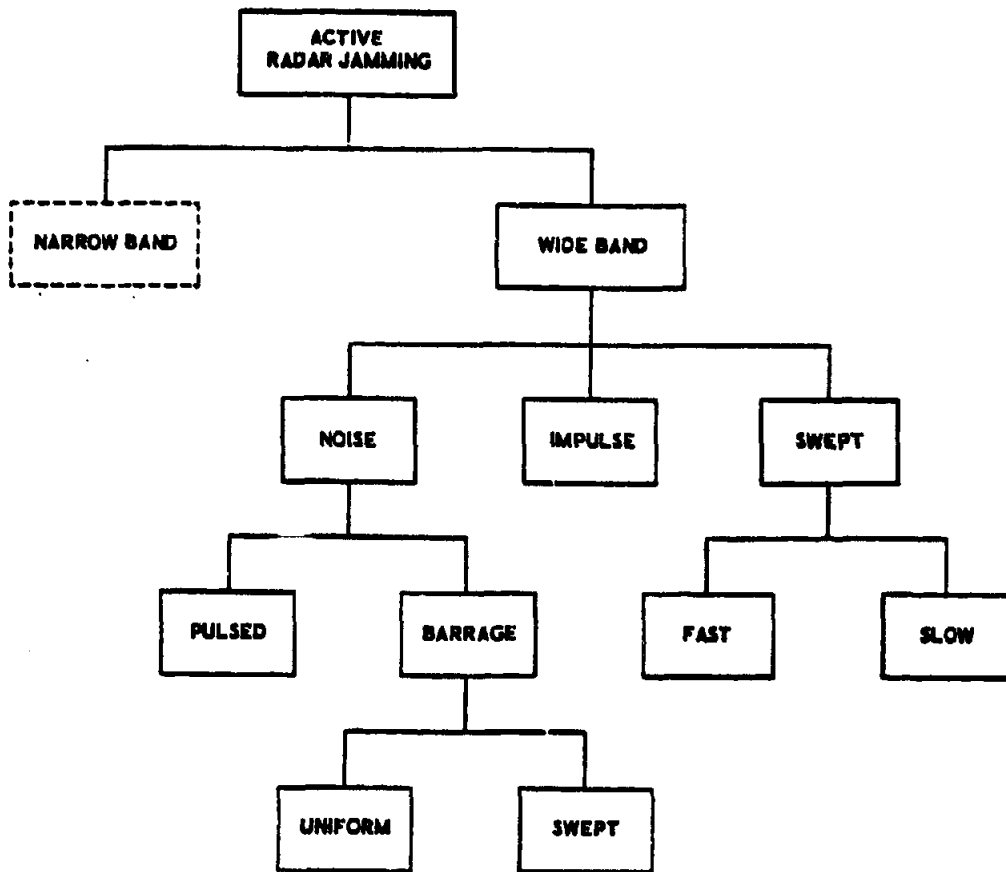 ACTIVE
RADAR JAMMING
NARROW BAND
WIDE BAND
NOISE
IMPULSE
SWEPT
PULSED
BARRAGE
FAST
SLOW
UNIFORM
SWEPT